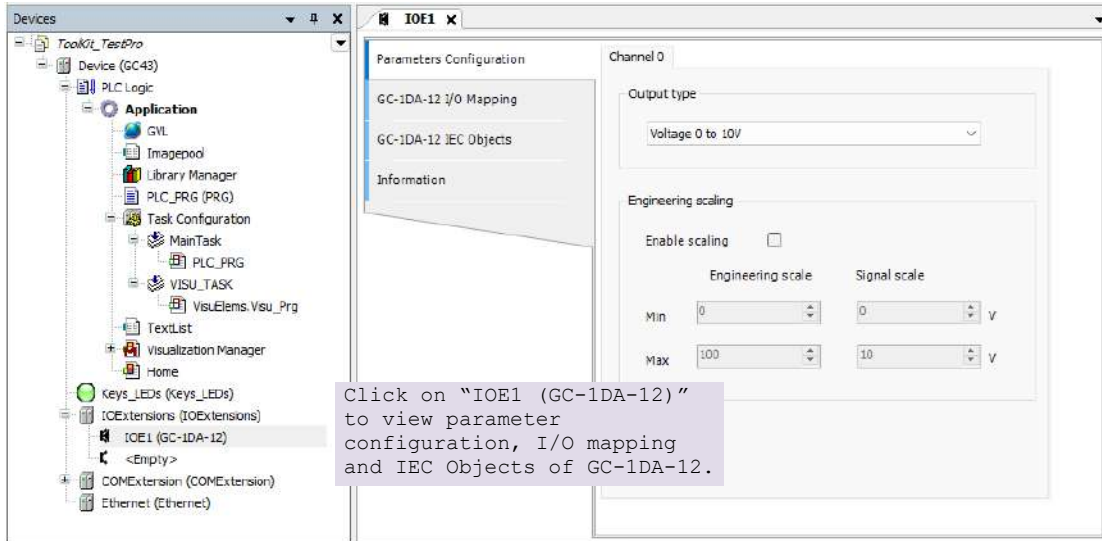 Devices
ToolKit_TestPro
Device (GC43)
PLC Logic
Application
GVL
Imagepool
Library Manager
PLC_PRG (PRG)
Task Configuration
MainTask
PLC_PRG
VISU_TASK
VisuElems.Visu_Prg
TextList
Visualization Manager
Home
Keys_LEDs (Keys_LEDs)
IOExtensions (IOExtensions)
IOE1 (GC-1DA-12)
<Empty>
COMExtension (COMExtension)
Ethernet (Ethernet)
IOE1
Parameters Configuration
GC-1DA-12 I/O Mapping
GC-1DA-12 IEC Objects
Information
Channel 0
Output type
Voltage 0 to 10V
Engineering scaling
Enable scaling
Engineering scale Signal scale
Min 0 0 V
Max 100 10 V
Click on “IOE1 (GC-1DA-12)”
to view parameter
configuration, I/O mapping
and IEC Objects of GC-1DA-12.